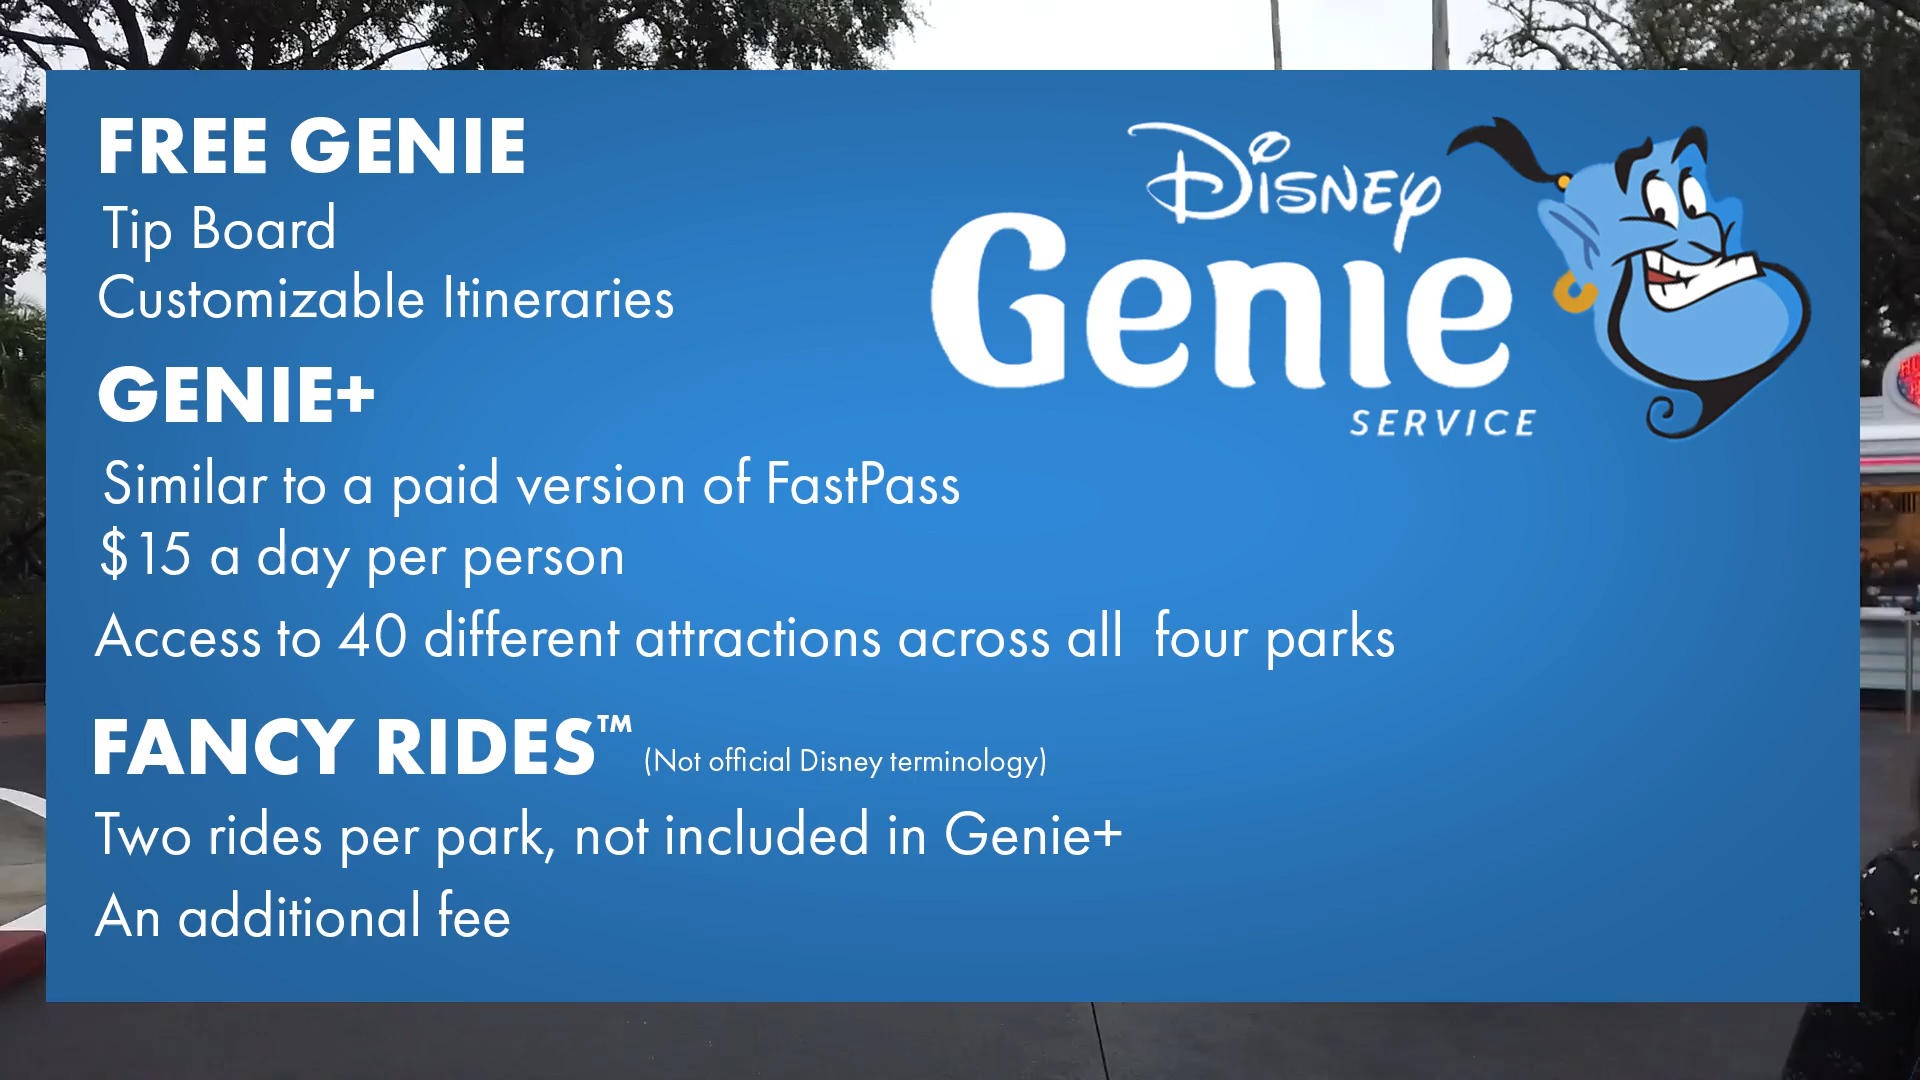 FREE GENIE
Tip Board
Customizable Itineraries
Disney
Genie
SERVICE
GENIE+
Similar to a paid version of FastPass
$15 a day per person
Access to 40 different attractions across all four parks
FANCY RIDES™ (Not official Disney terminology)
Two rides per park, not included in Genie+
An additional fee